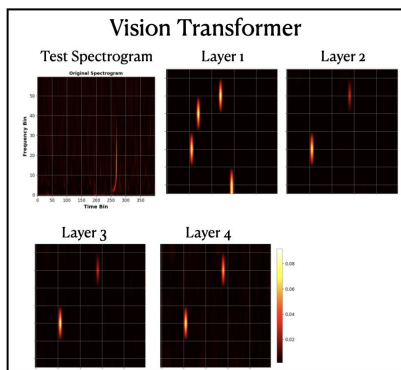 Vision Transformer
Test Spectrogram
Layer 1
Layer 2
Original Spectrogram
Frequency Bin
50
40
30
20
10
0
0 50 100 150 200 250 300 350
Time Bin
Layer 3
Layer 4
0.08
0.06
0.04
0.02